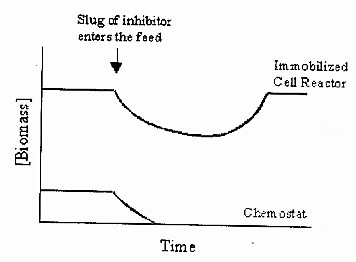 Slug of inhibitor
enters the feed
Immobilized
Cell Reactor
[Biomass]
Chemostat
Time